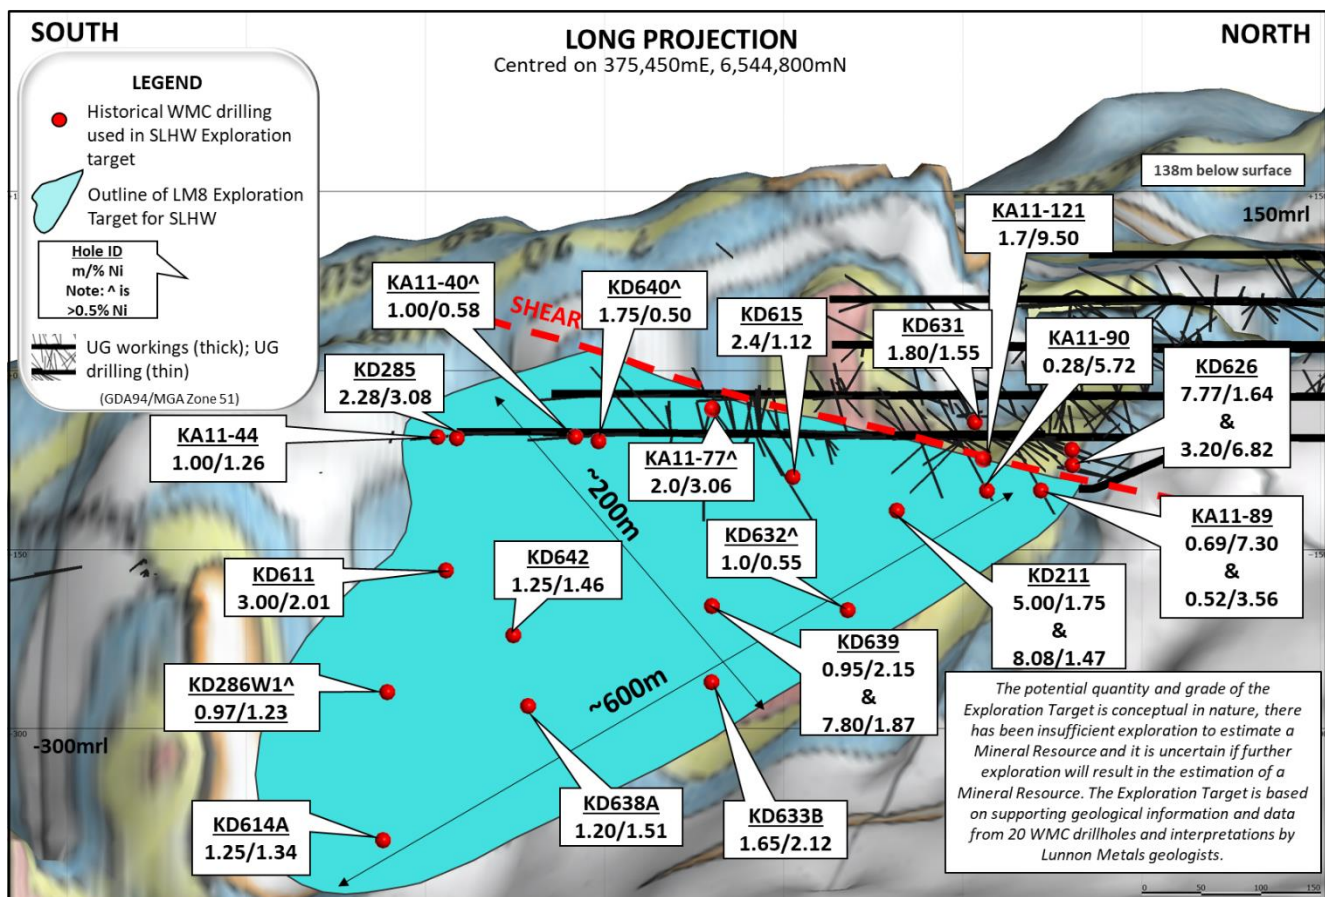 SOUTH
LONG PROJECTION
Centred on 375,450mE, 6,544,800mN
NORTH
LEGEND
Historical WMC drilling
used in SLHW Exploration
target
Outline of LM8 Exploration
Target for SLHW
Hole ID
m/% Ni
Note: ^ is
>0.5% Ni
UG workings (thick); UG
drilling (thin)
(GDA94/MGA Zone 51)
138m below surface
150mrl
KA11-121
1.7/9.50
KA11-40^
1.00/0.58
SHEAR
KD640^
1.75/0.50
KD615
2.4/1.12
KD631
1.80/1.55
KA11-90
0.28/5.72
KD626
7.77/1.64
&
3.20/6.82
KD285
2.28/3.08
KA11-44
1.00/1.26
KA11-77^
2.0/3.06
~200m
KA11-89
0.69/7.30
&
0.52/3.56
KD611
3.00/2.01
KD642
1.25/1.46
KD632^
1.0/0.55
KD211
5.00/1.75
&
8.08/1.47
KD639
0.95/2.15
&
7.80/1.87
~600m
KD286W1^
0.97/1.23
-300mrl
KD638A
1.20/1.51
KD633B
1.65/2.12
KD614A
1.25/1.34
The potential quantity and grade of the
Exploration Target is conceptual in nature, there
has been insufficient exploration to estimate a
Mineral Resource and it is uncertain if further
exploration will result in the estimation of a
Mineral Resource. The Exploration Target is based
on supporting geological information and data
from 20 WMC drillholes and interpretations by
Lunnon Metals geologists.
-150
-300
0 50 100 150